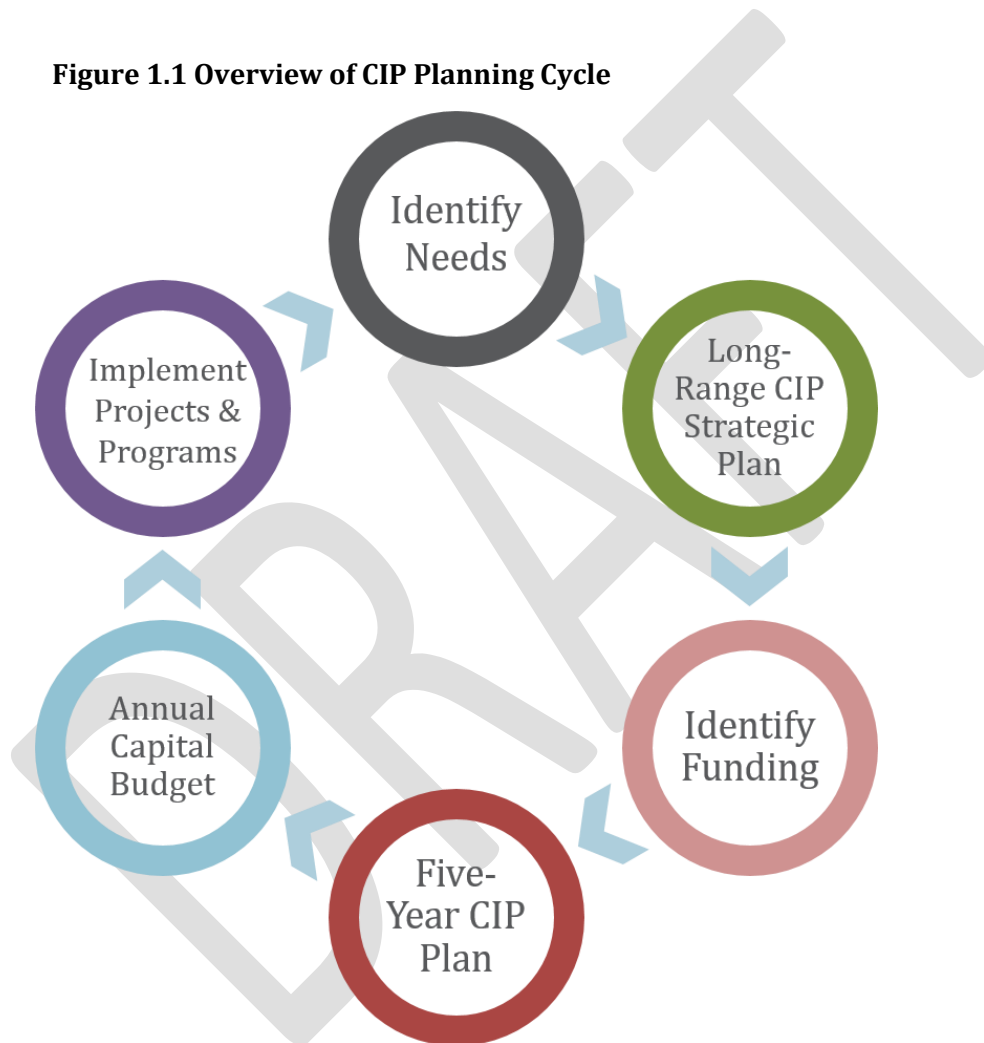 Figure 1.1 Overview of CIP Planning Cycle
Identify
Needs
Long-
Range CIP
Strategic
Plan
Identify
Funding
Five-
Year CIP
Plan
Annual
Capital
Budget
Implement
Projects &
Programs
DRAFT